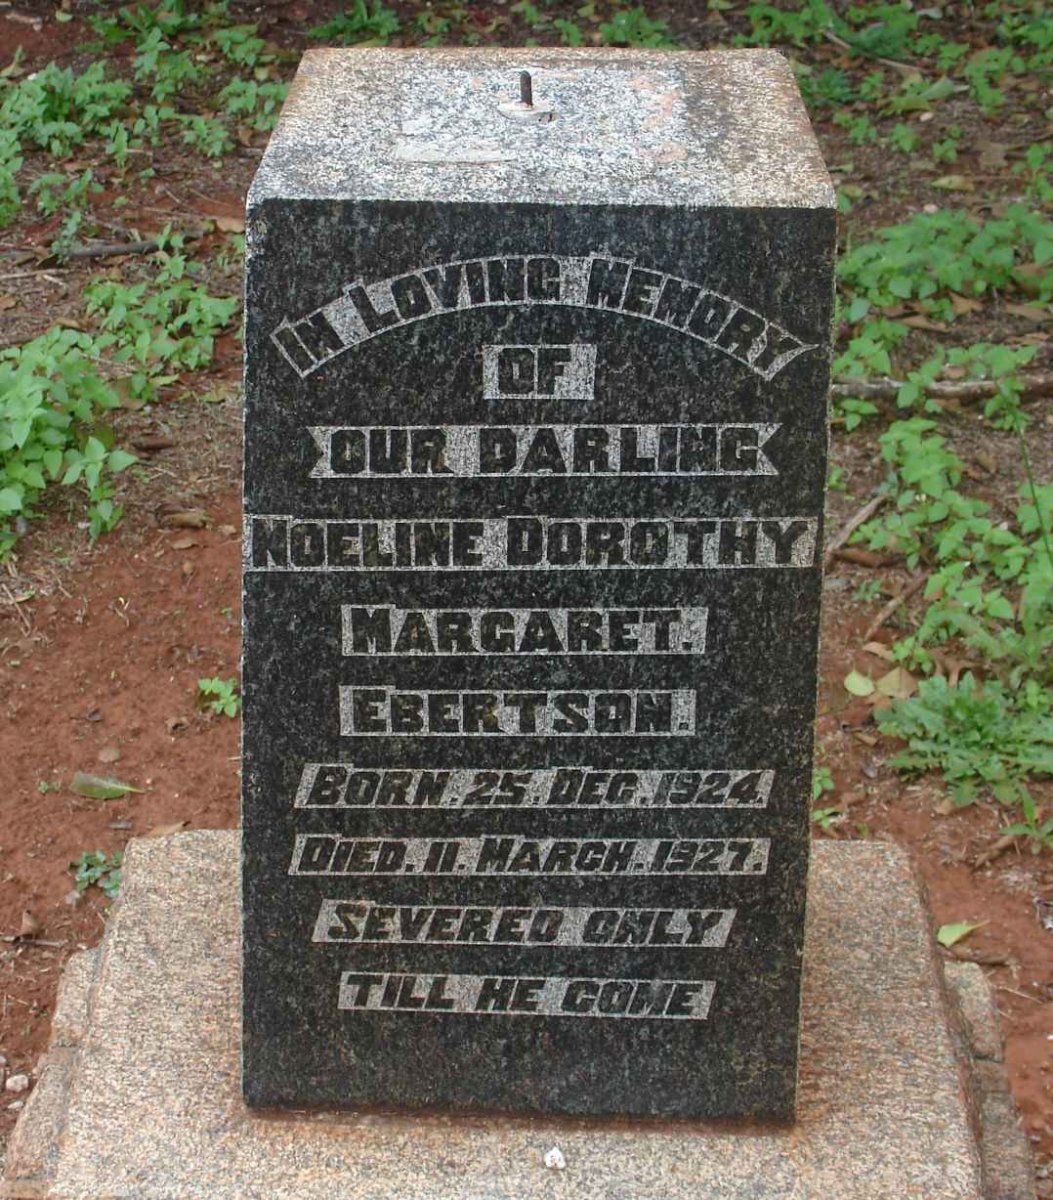 IN LOVING MEMORY
OF
OUR DARLING
NOELINE DOROTHY
MARGARET.
EBERTSON.
BORN. 25. DEC. 1924.
DIED. 11. MARCH. 1927.
SEVERED ONLY
TILL HE COME